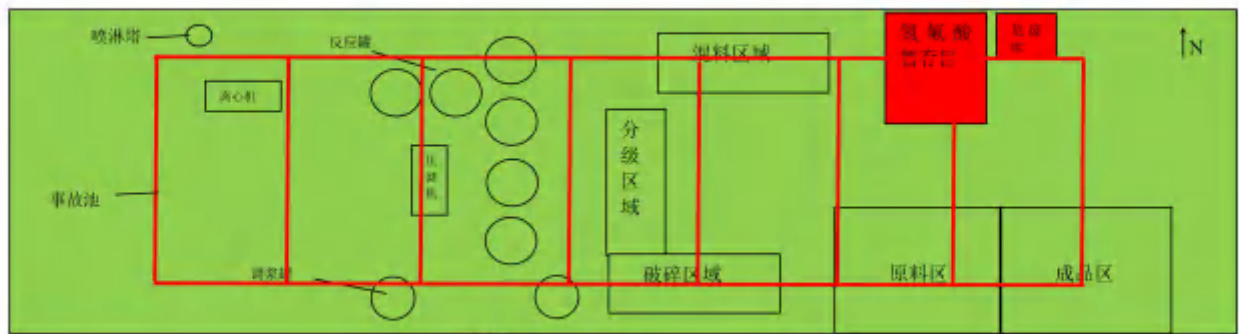 喷淋塔
反应罐
混料区域
氢氟酸
暂存铝
N
离心机
分
级
区
域
压
滤
机
事故池
调浆罐
破碎区域
原料区
成品区